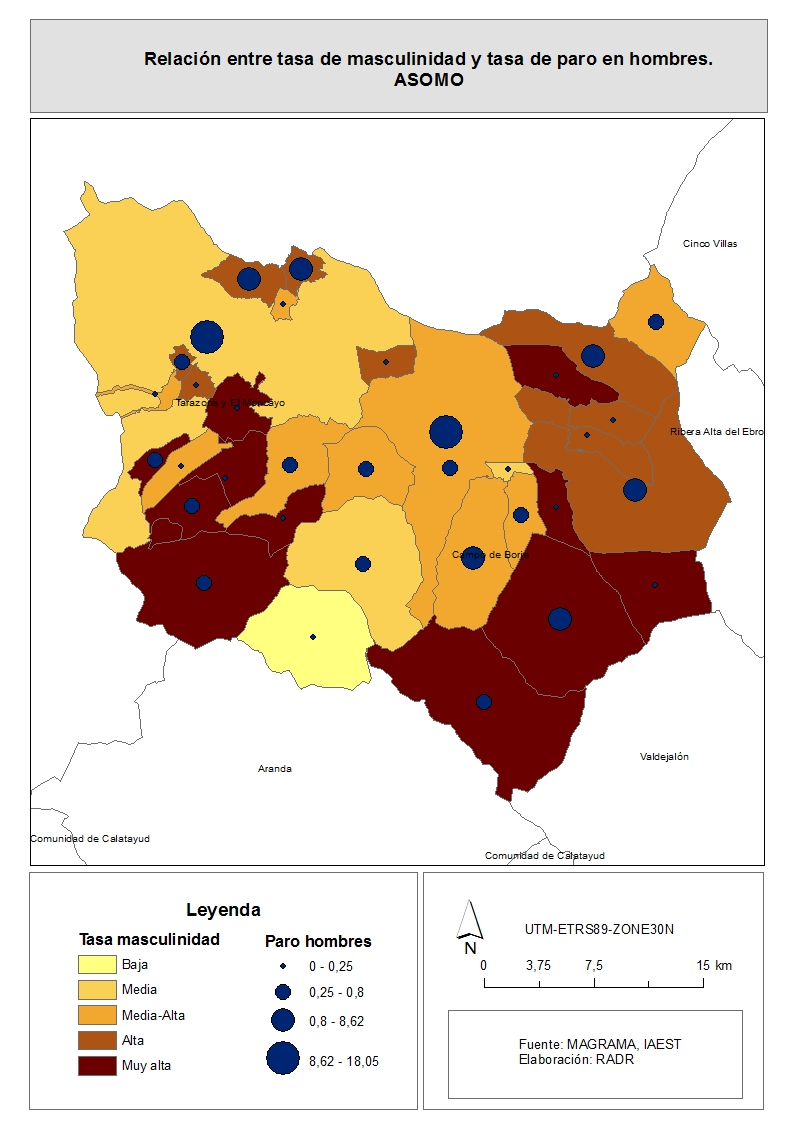 Relación entre tasa de masculinidad y tasa de paro en hombres.
ASOMO
Cinco Villas
Tarazona y El Moncayo
Ribera Alta del Ebro
Campo de Borja
Aranda
Valdejalón
Comunidad de Calatayud
Comunidad de Calatayud
Leyenda
Tasa masculinidad
Baja
Media
Media-Alta
Alta
Muy alta
Paro hombres
0 - 0,25
0,25 - 0,8
0,8 - 8,62
8,62 - 18,05
N
UTM-ETRS89-ZONE30N
0 3,75 7,5 15 km
Fuente: MAGRAMA, IAEST
Elaboración: RADR